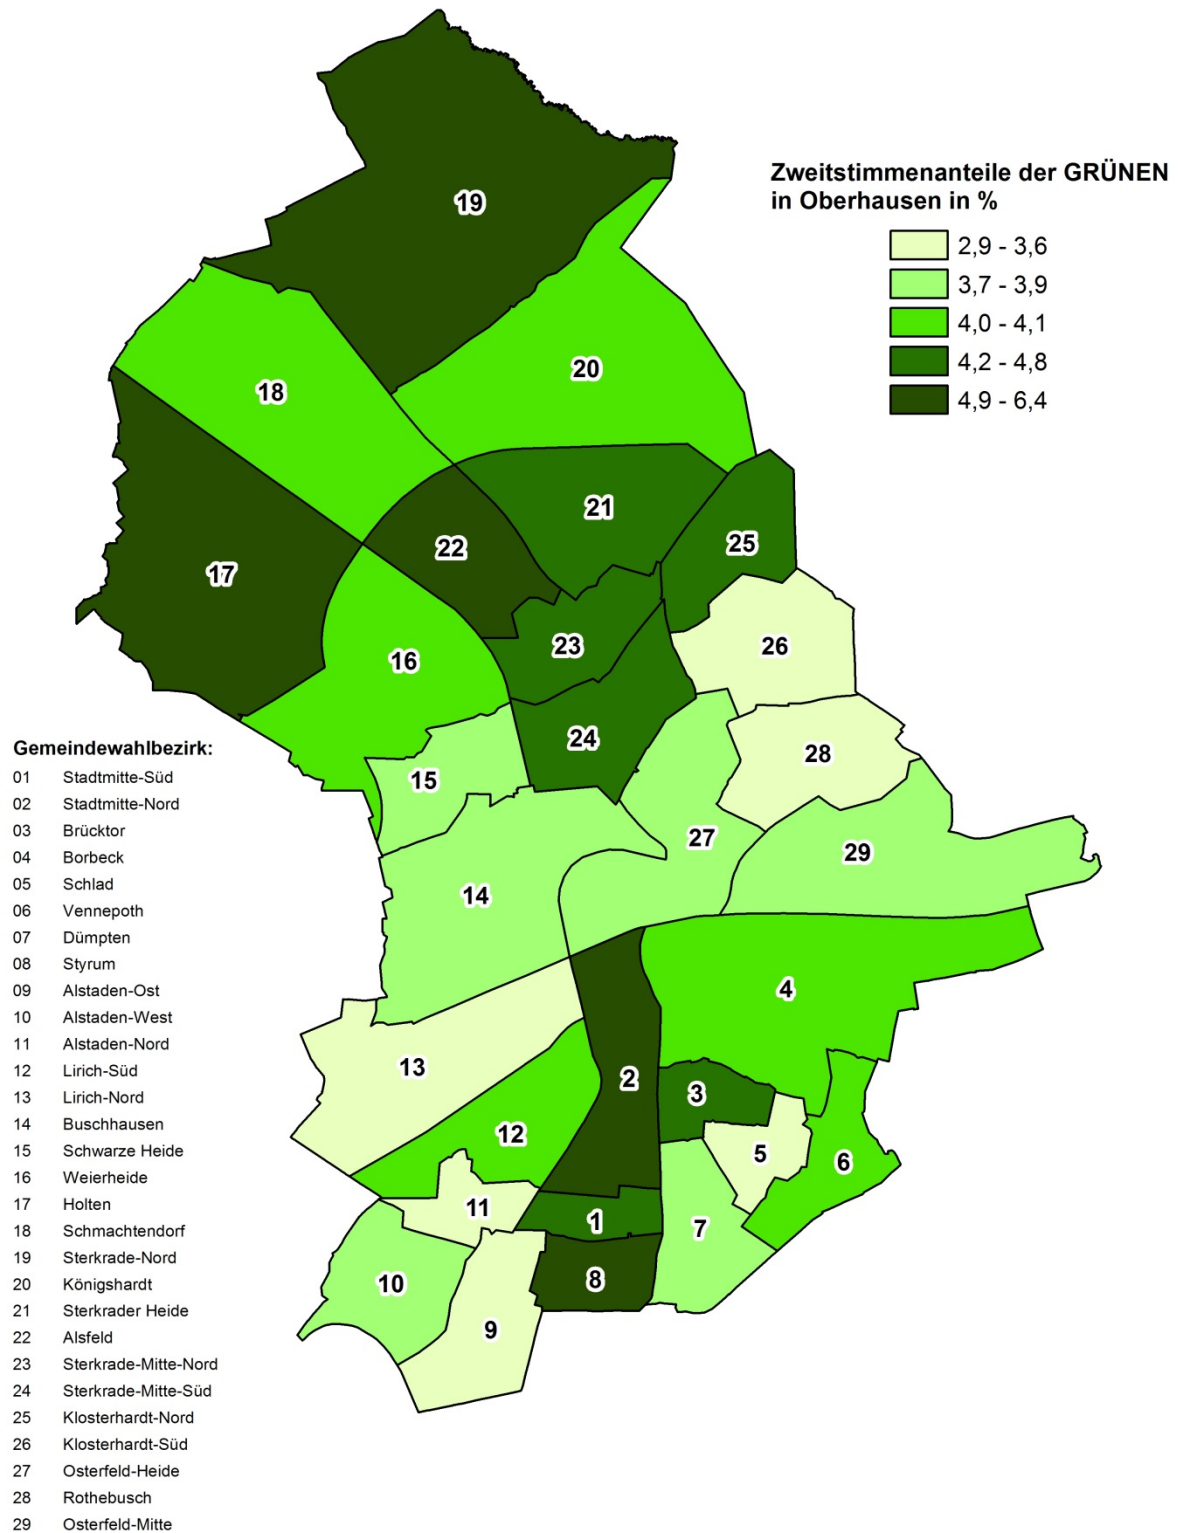 Zweitstimmenanteile der GRÜNEN
in Oberhausen in %
2,9 - 3,6
3,7 - 3,9
4,0 - 4,1
4,2 - 4,8
4,9 - 6,4
19
20
18
21
25
22
17
23
26
16
24
28
15
27
29
14
4
13
2
3
12
5
6
11
1
7
10
8
9
Gemeindewahlbezirk:
01 Stadtmitte-Süd
02 Stadtmitte-Nord
03 Brücktor
04 Borbeck
05 Schlad
06 Vennepoth
07 Dümpten
08 Styrum
09 Alstaden-Ost
10 Alstaden-West
11 Alstaden-Nord
12 Lirich-Süd
13 Lirich-Nord
14 Buschhausen
15 Schwarze Heide
16 Weierheide
17 Holten
18 Schmachtendorf
19 Sterkrade-Nord
20 Königshardt
21 Sterkrader Heide
22 Alsfeld
23 Sterkrade-Mitte-Nord
24 Sterkrade-Mitte-Süd
25 Klosterhardt-Nord
26 Klosterhardt-Süd
27 Osterfeld-Heide
28 Rothebusch
29 Osterfeld-Mitte